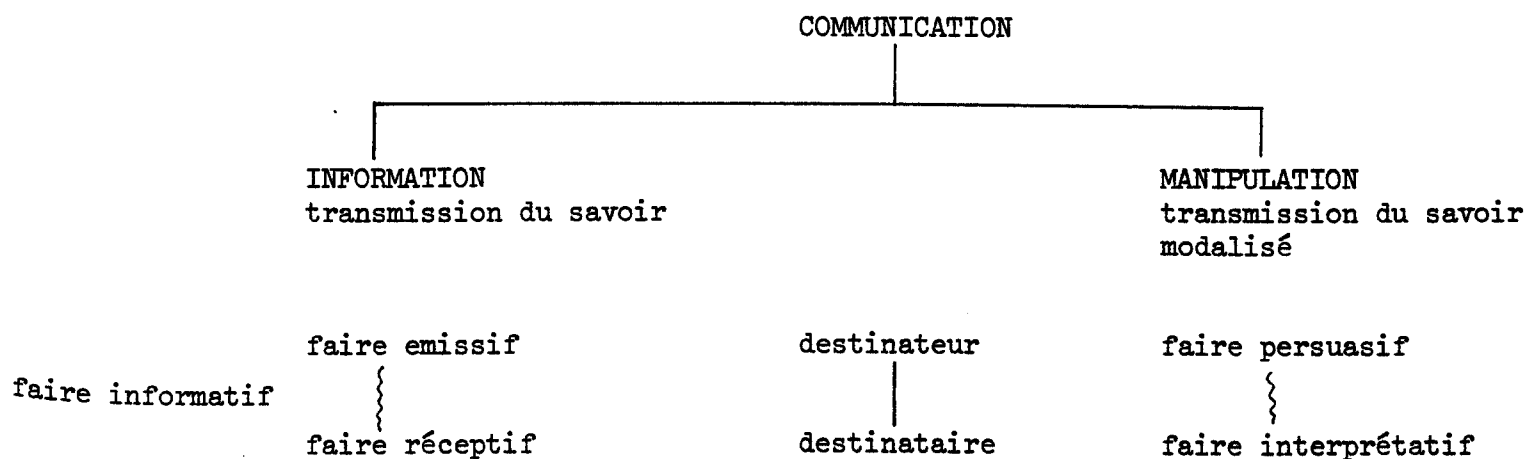 COMMUNICATION
INFORMATION
transmission du savoir
MANIPULATION
transmission du savoir
modalisé
faire emissif
destinateur
faire persuasif
faire informatif
faire réceptif
destinataire
faire interprétatif